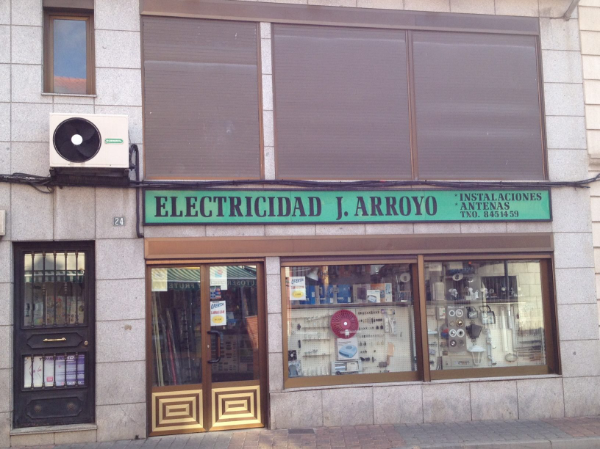 ELECTRICIDAD J. ARROYO
*INSTALACIONES
*ANTENAS
TNO. 8451459
24